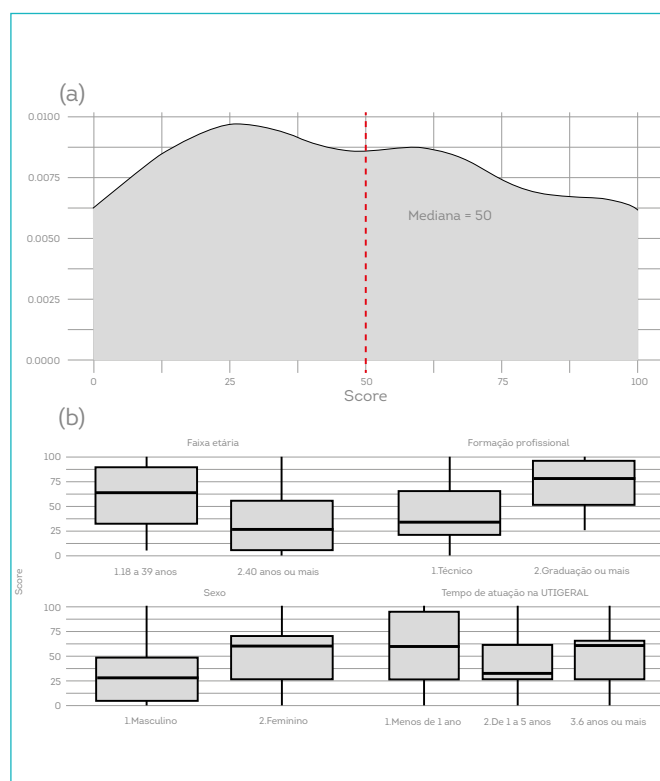 (a)
0.0100
0.0075
Mediana = 50
0.0050
0.0025
0.0000
0 25 50 75 100
Score
(b)
Faixa etária Formação profissional
100
75
50
25
0
1.18 a 39 anos 2.40 anos ou mais 1.Técnico 2.Graduação ou mais
Score
Sexo Tempo de atuação na UTIGERAL
100
75
50
25
0
1.Masculino 2.Feminino 1.Menos de 1 ano 2.De 1 a 5 anos 3.6 anos ou mais